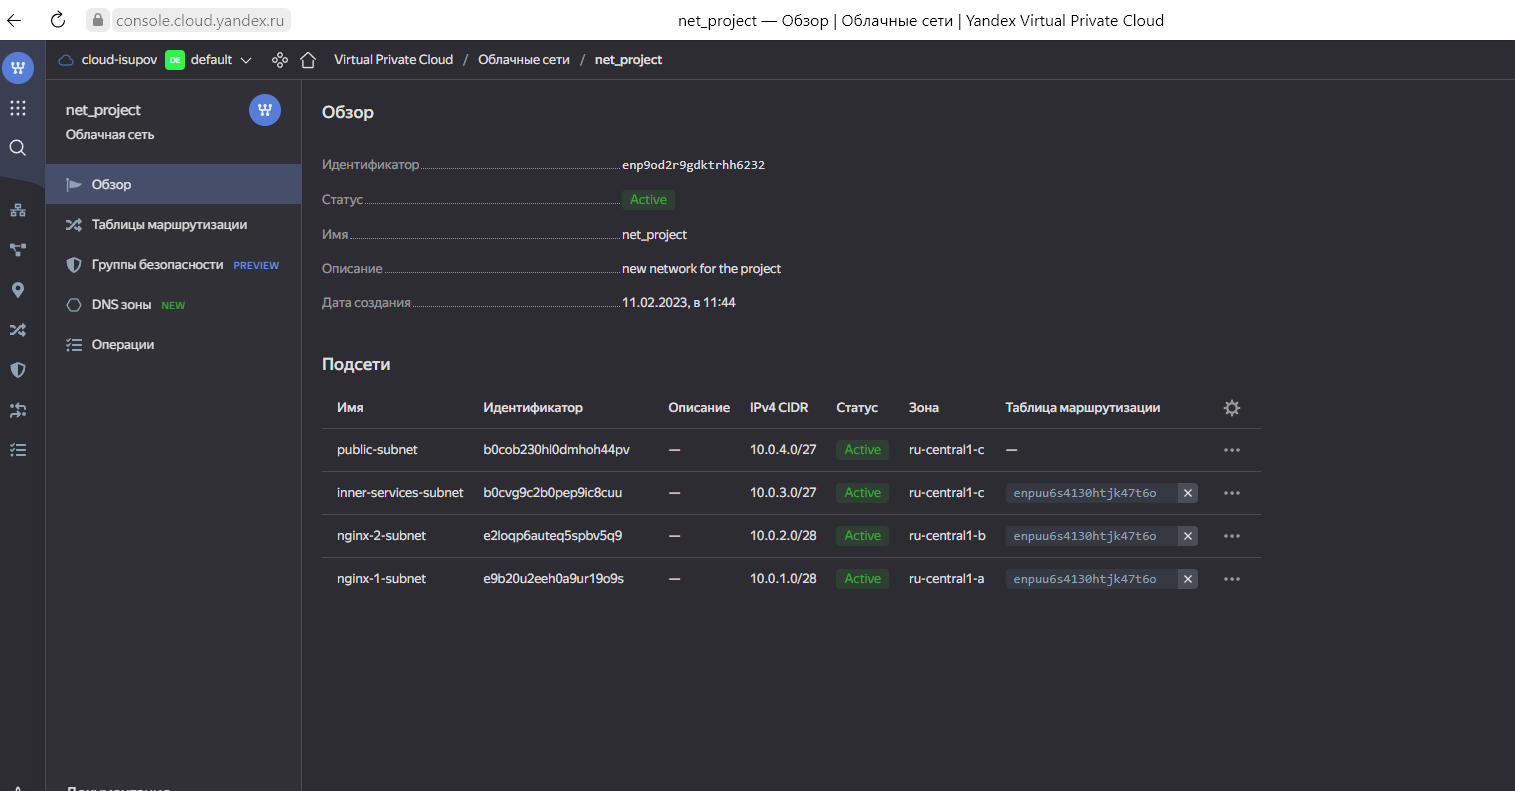 console.cloud.yandex.ru
net_project — Обзор | Облачные сети | Yandex Virtual Private Cloud
cloud-isupov DE default
Virtual Private Cloud / Облачные сети / net_project
net_project
Облачная сеть
Обзор
Таблицы маршрутизации
Группы безопасности PREVIEW
DNS зоны NEW
Операции
Обзор
Идентификатор enp9od2r9gdktrhh6232
Статус Active
Имя net_project
Описание new network for the project
Дата создания 11.02.2023, в 11:44
Подсети
Имя Идентификатор Описание IPv4 CIDR Статус Зона Таблица маршрутизации
public-subnet b0cob230hl0dmhoh44pv — 10.0.4.0/27 Active ru-central1-c —
inner-services-subnet b0cvg9c2b0pep9ic8cuu — 10.0.3.0/27 Active ru-central1-c enpuu6s4130htjk47t6o
nginx-2-subnet e2loqp6auteq5spbv5q9 — 10.0.2.0/28 Active ru-central1-b enpuu6s4130htjk47t6o
nginx-1-subnet e9b20u2eeh0a9ur19o9s — 10.0.1.0/28 Active ru-central1-a enpuu6s4130htjk47t6o